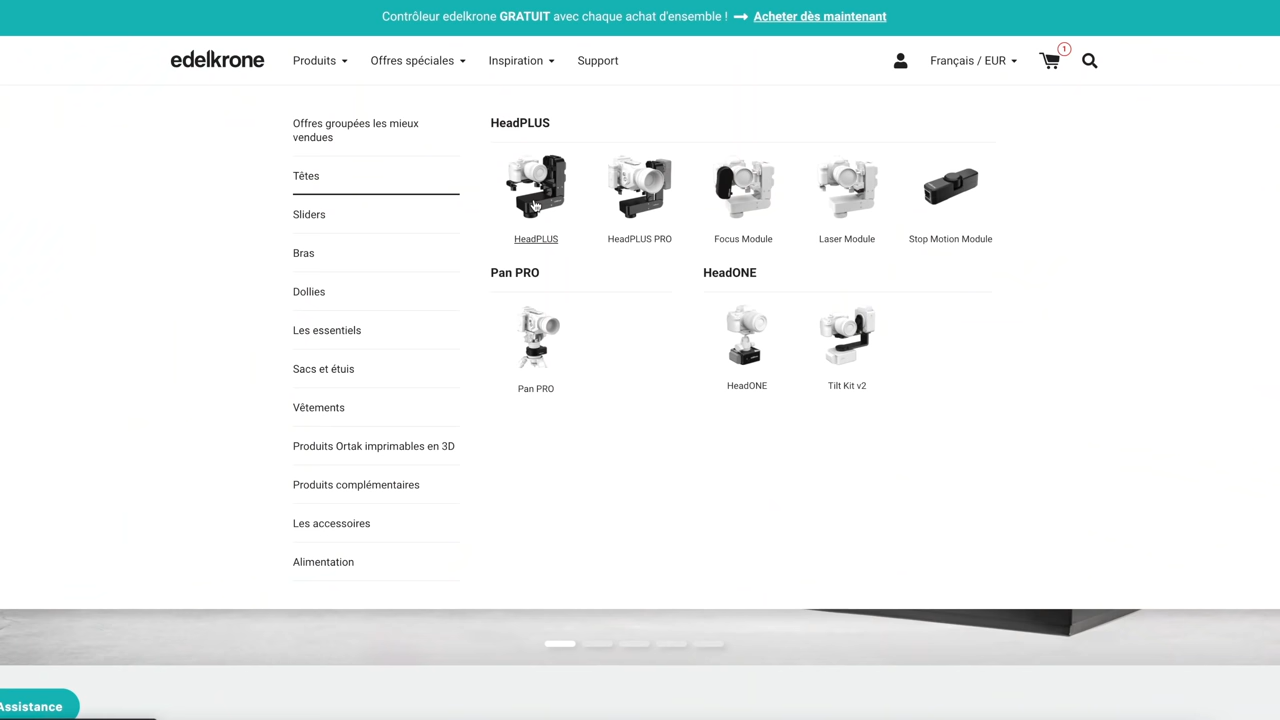 Contrôleur edelkrone GRATUIT avec chaque achat d'ensemble ! → Acheter dès maintenant
edelkrone
Produits
Offres spéciales
Inspiration
Support
Français / EUR
1
Offres groupées les mieux
vendues
Têtes
Sliders
Bras
Dollies
Les essentiels
Sacs et étuis
Vêtements
Produits Ortak imprimables en 3D
Produits complémentaires
Les accessoires
Alimentation
HeadPLUS
HeadPLUS
HeadPLUS PRO
Focus Module
Laser Module
Stop Motion Module
Pan PRO
Pan PRO
HeadONE
HeadONE
Tilt Kit v2
Assistance